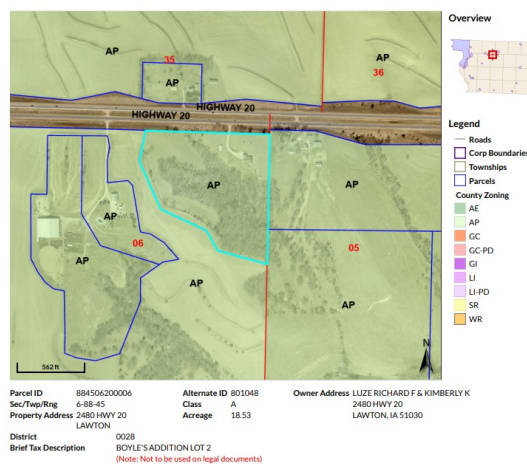 AP
35
AP
AP
36
HIGHWAY 20
HIGHWAY 20
AP
AP
AP
06
05
AP
AP
AP
562 ft
N
Overview
Legend
Roads
Corp Boundaries
Townships
Parcels
County Zoning
AE
AP
GC
GC-PD
GI
LI
LI-PD
SR
WR
Parcel ID 884506200006 Alternate ID 801048 Owner Address LUZE RICHARD F & KIMBERLY K
Sec/Twp/Rng 6-88-45 Class A 2480 HWY 20
Property Address 2480 HWY 20 Acreage 18.53 LAWTON, IA 51030
LAWTON
District 0028
Brief Tax Description BOYLE'S ADDITION LOT 2
(Note: Not to be used on legal documents)